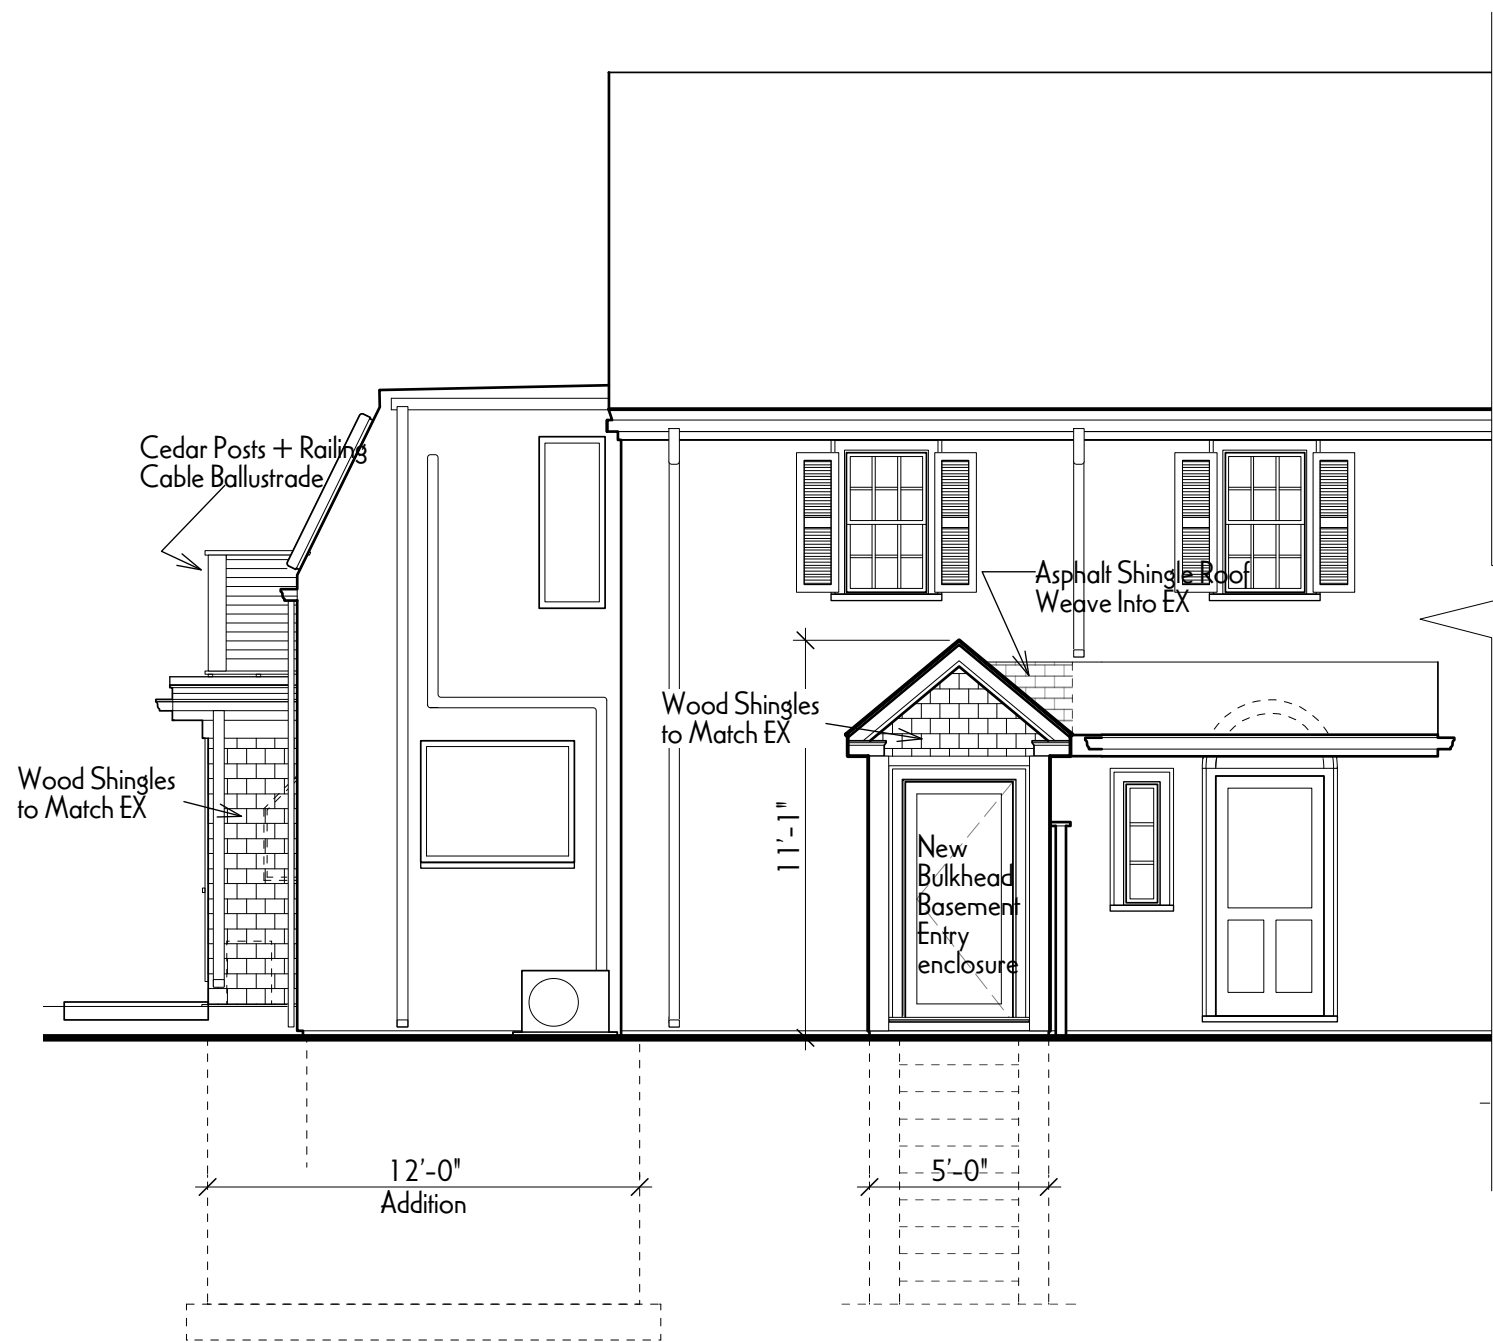 Cedar Posts + Railing
Cable Ballustrade
Asphalt Shingle Roof
Weave Into EX
Wood Shingles
to Match EX
Wood Shingles
to Match EX
11'-1"
New
Bulkhead
Basement
Entry
enclosure
12'-0"
Addition
5'-0"